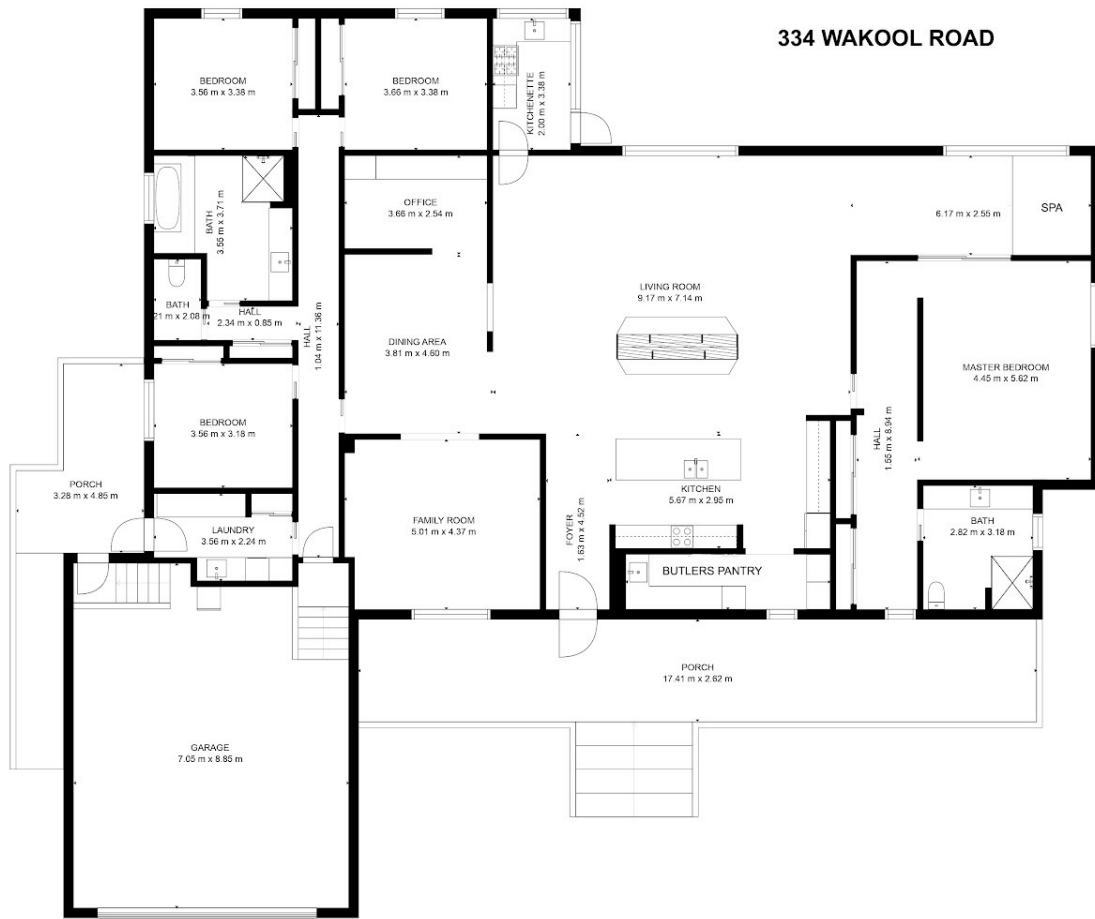 334 WAKOOL ROAD
BEDROOM
3.56 m x 3.38 m
BEDROOM
3.66 m x 3.38 m
KITCHENETTE
2.00 m x 3.38 m
BATH
3.55 m x 3.71 m
OFFICE
3.66 m x 2.54 m
6.17 m x 2.55 m
SPA
BATH
21 m x 2.08 m
HALL
2.34 m x 0.85 m
HALL
1.04 m x 11.36 m
DINING AREA
3.81 m x 4.60 m
LIVING ROOM
9.17 m x 7.14 m
MASTER BEDROOM
4.45 m x 5.62 m
BEDROOM
3.56 m x 3.18 m
HALL
1.55 m x 8.94 m
PORCH
3.28 m x 4.85 m
KITCHEN
5.67 m x 2.95 m
LAUNDRY
3.56 m x 2.24 m
FAMILY ROOM
5.01 m x 4.37 m
FOYER
1.63 m x 4.52 m
BATH
2.82 m x 3.18 m
BUTLERS PANTRY
PORCH
17.41 m x 2.62 m
GARAGE
7.05 m x 8.85 m